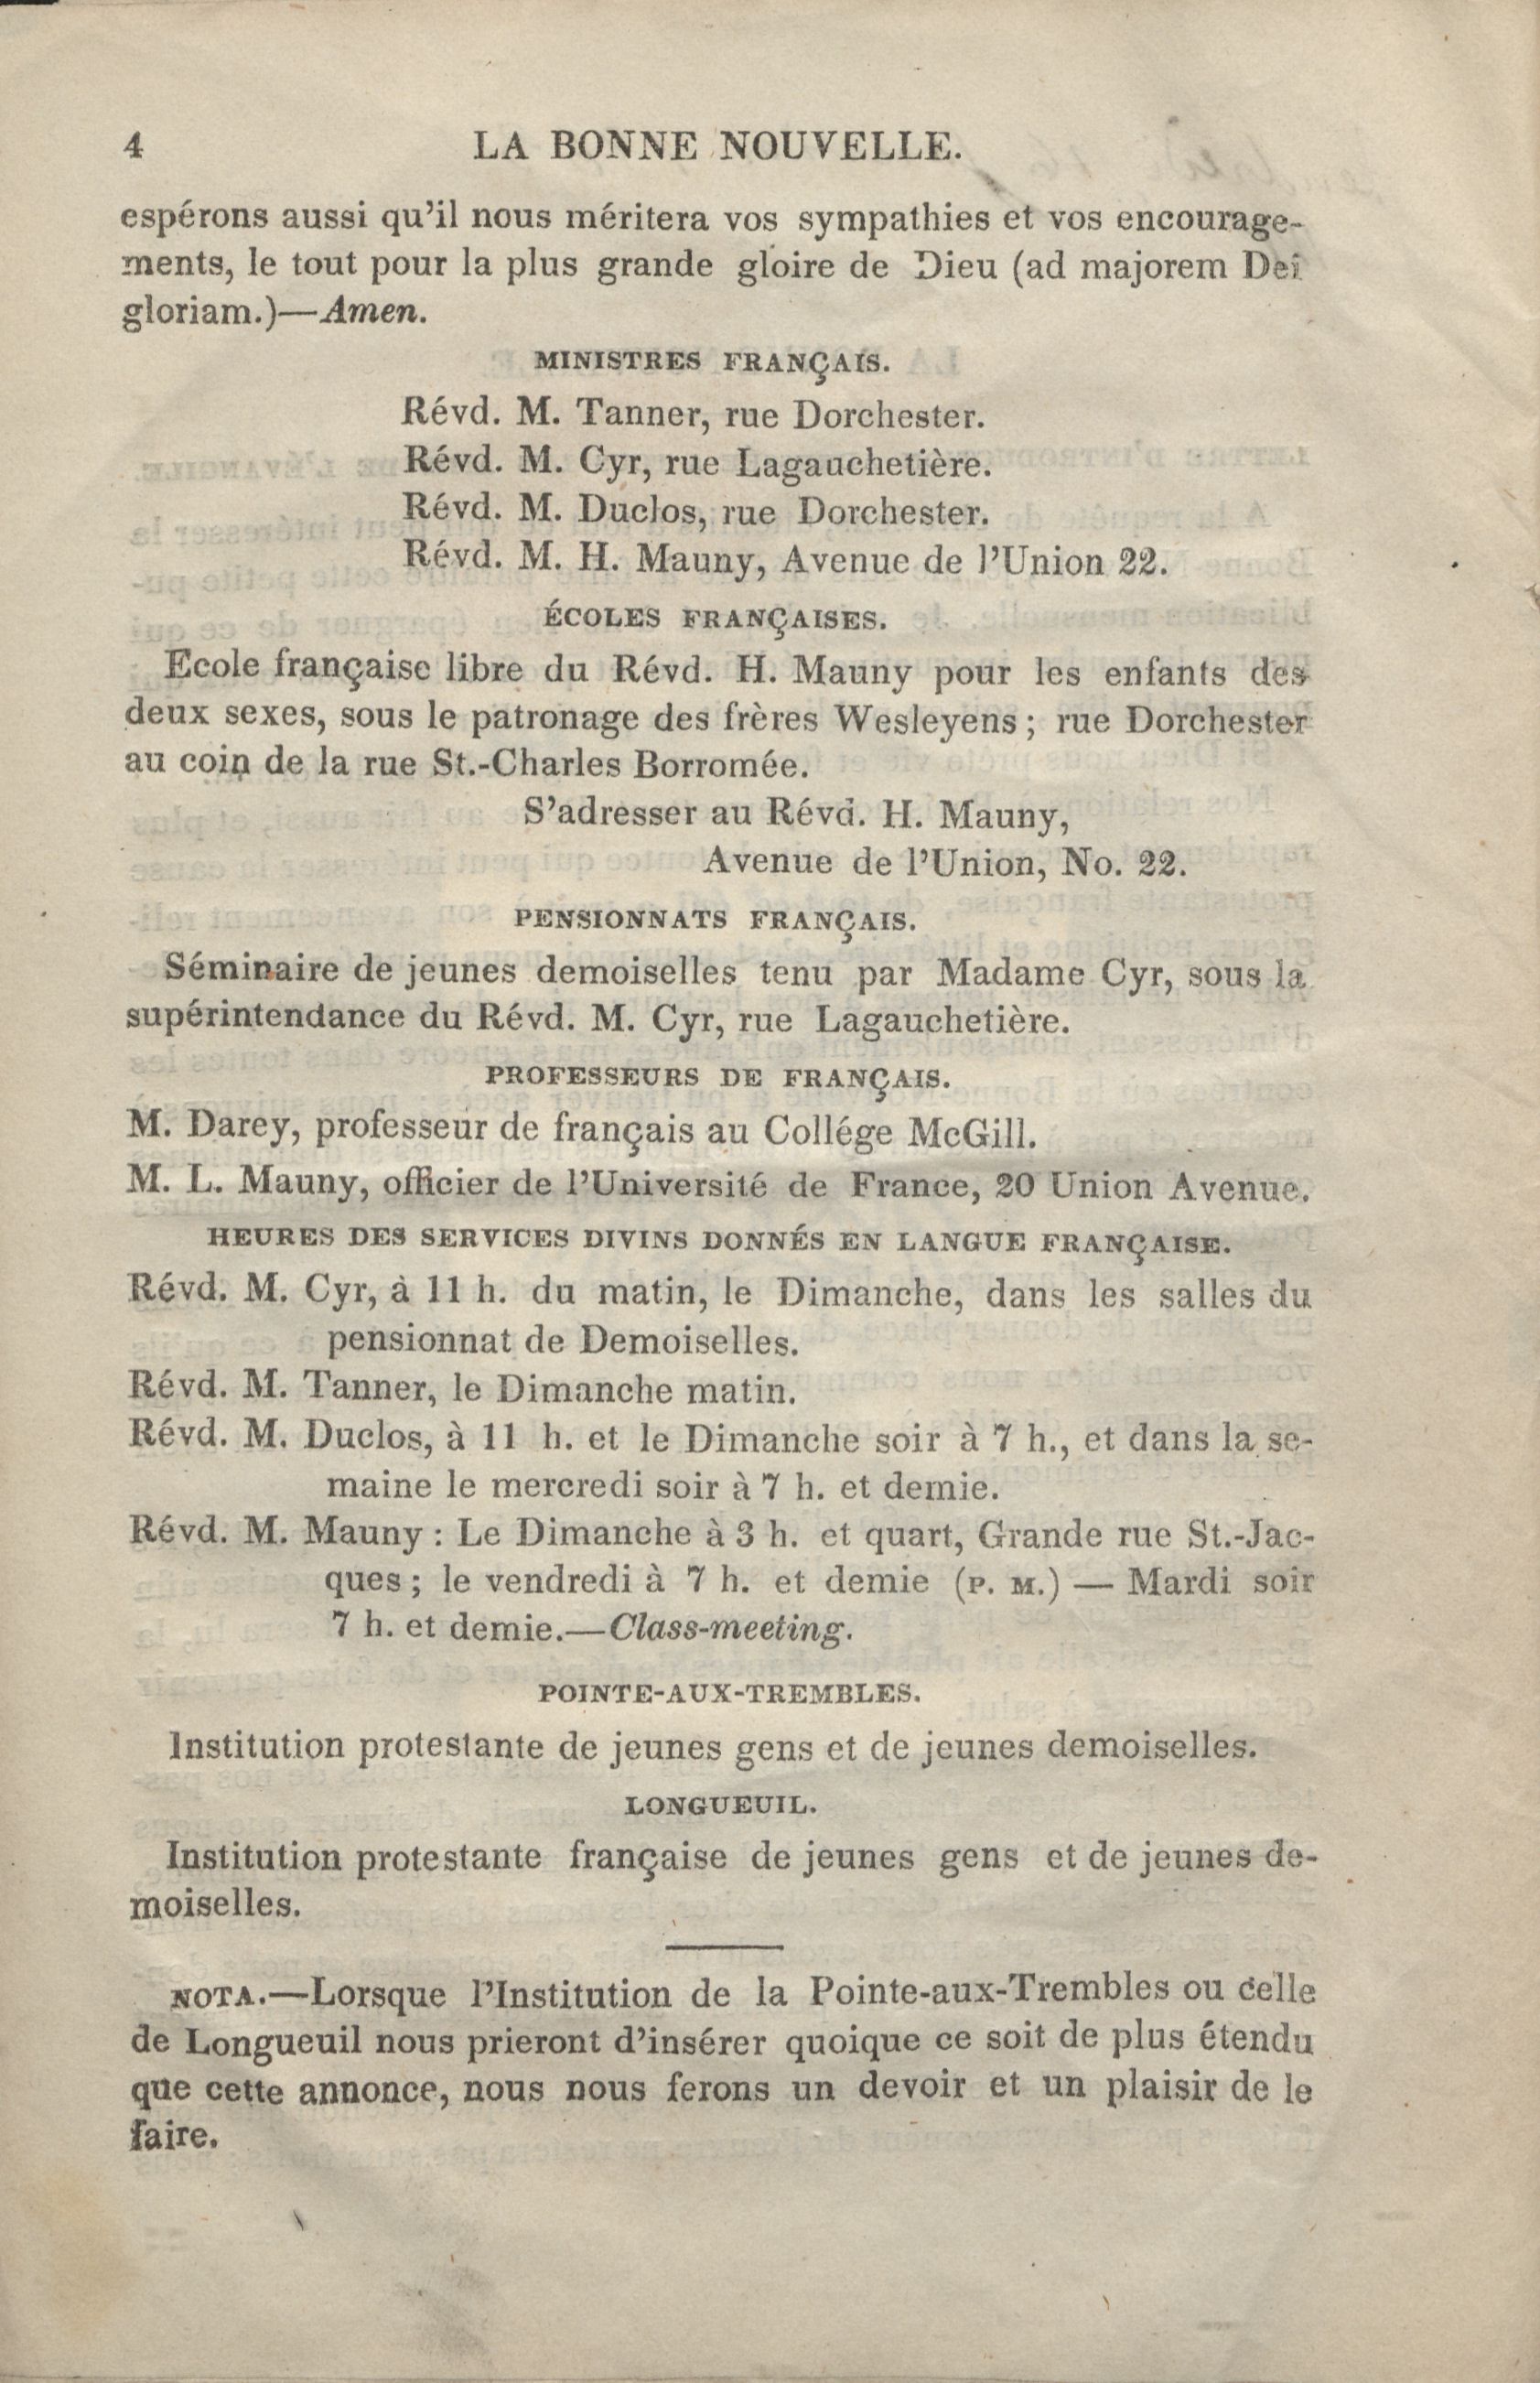 4 LA BONNE NOUVELLE.
espérons aussi qu'il nous méritera vos sympathies et vos encourage-
ments, le tout pour la plus grande gloire de Dieu (ad majorem Dei
gloriam.)—Amen.
MINISTRES FRANÇAIS.
Révd. M. Tanner, rue Dorchester.
Révd. M. Cyr, rue Lagauchetière.
Révd. M. Duclos, rue Dorchester.
Révd. M. H. Mauny, Avenue de l'Union 22.
ÉCOLES FRANÇAISES.
Ecole française libre du Révd. H. Mauny pour les enfants des
deux sexes, sous le patronage des frères Wesleyens; rue Dorchester
au coin de la rue St.-Charles Borromée.
S'adresser au Révd. H. Mauny,
Avenue de l'Union, No. 22.
PENSIONNATS FRANÇAIS.
Séminaire de jeunes demoiselles tenu par Madame Cyr, sous la
supérintendance du Révd. M. Cyr, rue Lagauchetière.
PROFESSEURS DE FRANÇAIS.
M. Darey, professeur de français au Collége McGill.
M. L. Mauny, officier de l'Université de France, 20 Union Avenue.
HEURES DES SERVICES DIVINS DONNÉS EN LANGUE FRANÇAISE.
Révd. M. Cyr, à 11 h. du matin, le Dimanche, dans les salles du
pensionnat de Demoiselles.
Révd. M. Tanner, le Dimanche matin.
Révd. M. Duclos, à 11 h. et le Dimanche soir à 7 h., et dans la se-
maine le mercredi soir à 7 h. et demie.
Révd. M. Mauny : Le Dimanche à 3 h. et quart, Grande rue St.-Jac-
ques; le vendredi à 7 h. et demie (P. M.) — Mardi soir
7 h. et demie.—Class-meeting.
POINTE-AUX-TREMBLES.
Institution protestante de jeunes gens et de jeunes demoiselles.
LONGUEUIL.
Institution protestante française de jeunes gens et de jeunes de-
moiselles.
NOTA.—Lorsque l'Institution de la Pointe-aux-Trembles ou celle
de Longueuil nous prieront d'insérer quoique ce soit de plus étendu
que cette annonce, nous nous ferons un devoir et un plaisir de le
faire.